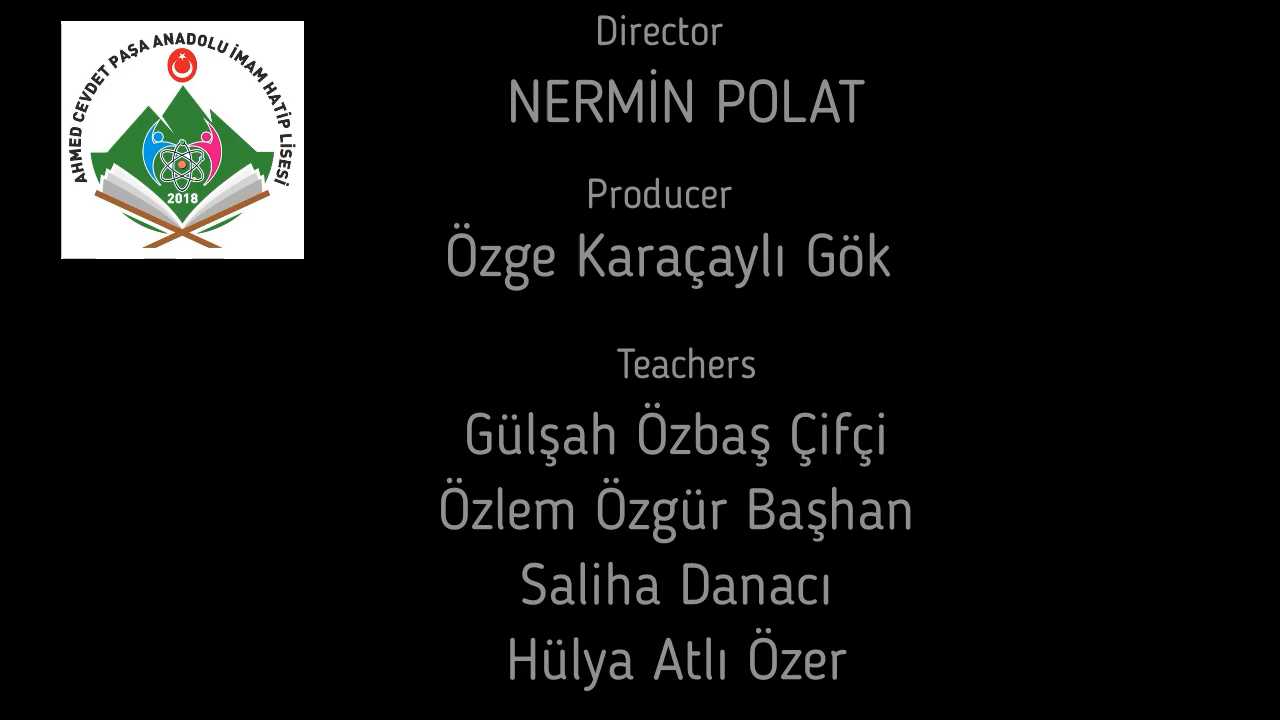 AHMED CEVDET PAŞA ANADOLU İMAM HATİP LİSESİ
2018
Director
NERMİN POLAT
Producer
Özge Karaçaylı Gök
Teachers
Gülşah Özbaş Çifçi
Özlem Özgür Başhan
Saliha Danacı
Hülya Atlı Özer